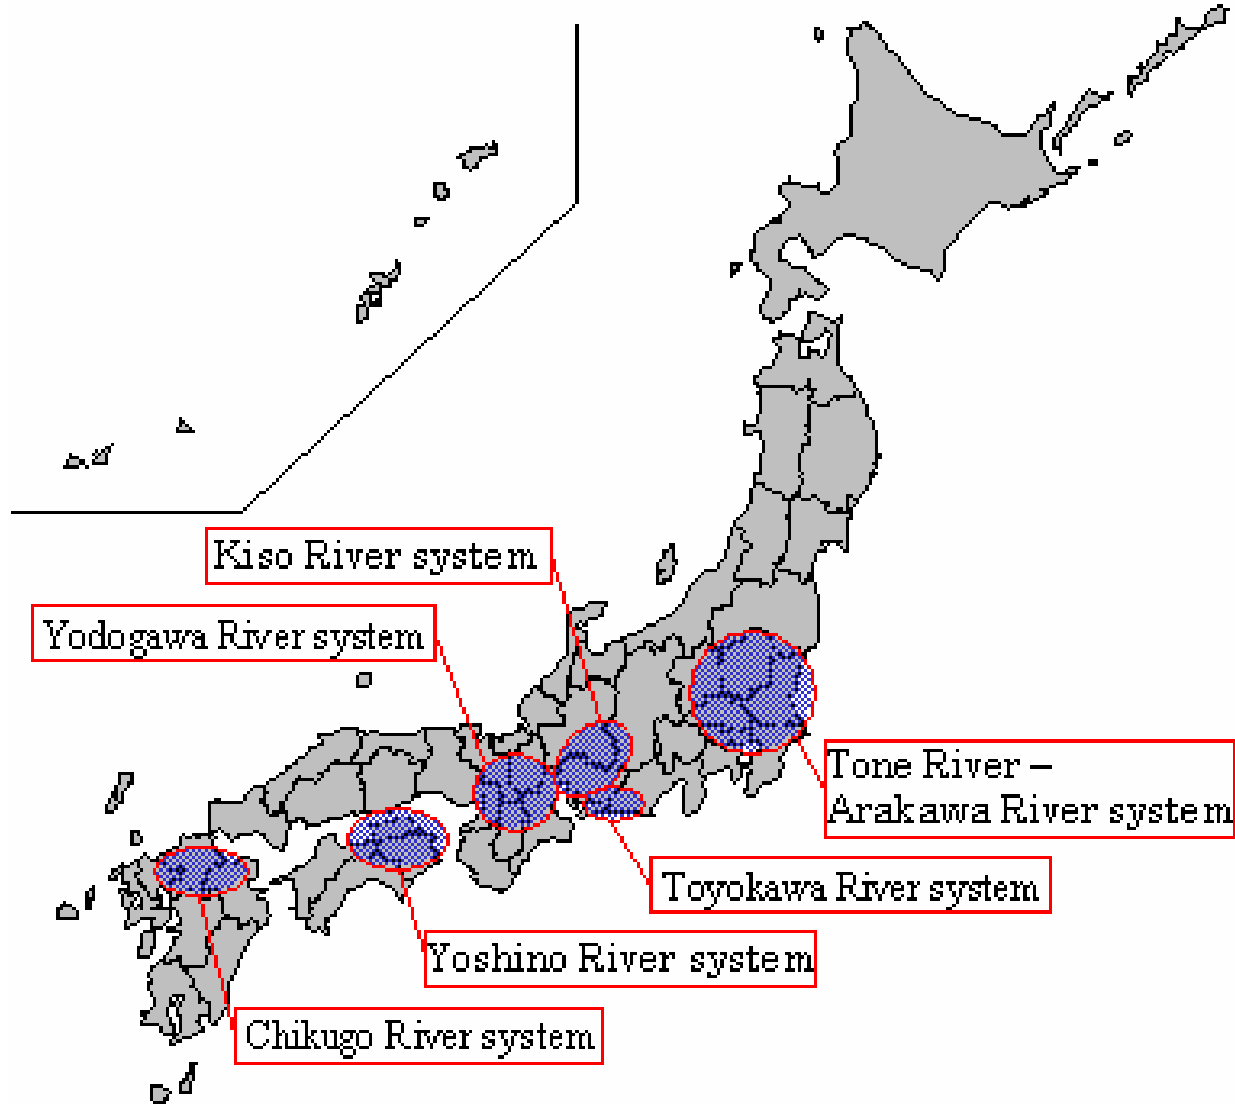 Kiso River system
Yodogawa River system
Tone River –
Arakawa River system
Toyokawa River system
Yoshino River system
Chikugo River system